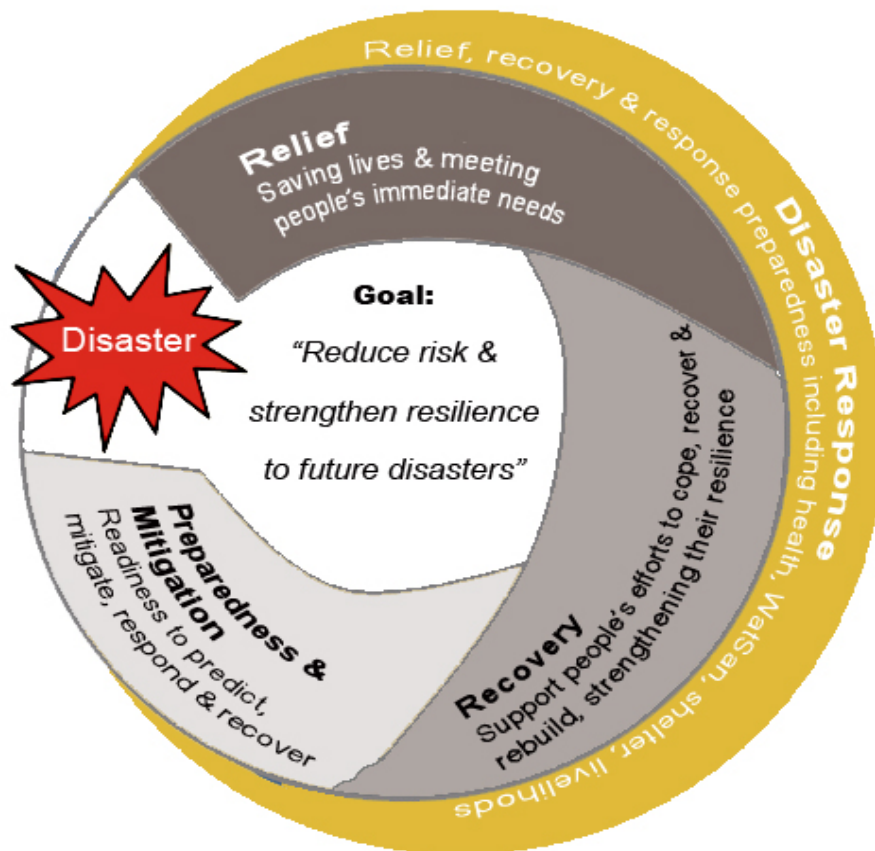 Relief, recovery & response preparedness including health, WatSan, shelter, livelihods
Disaster Response
Relief
Saving lives & meeting
people's immediate needs
Disaster
Goal:
“Reduce risk &
strengthen resilience
to future disasters”
Recovery
Support people's efforts to cope, recover &
rebuild, strengthening their resilience
Preparedness &
Mitigation
Readiness to predict,
mitigate, respond & recover